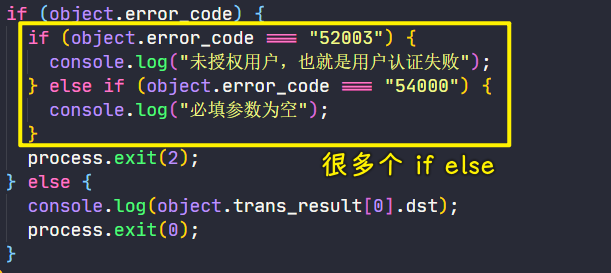 if (object.error_code) {
if (object.error_code === "52003") {
console.log("未授权用户，也就是用户认证失败");
} else if (object.error_code === "54000") {
console.log("必填参数为空");
}
process.exit(2);
很多个 if else
} else {
console.log(object.trans_result[0].dst);
process.exit(0);
}